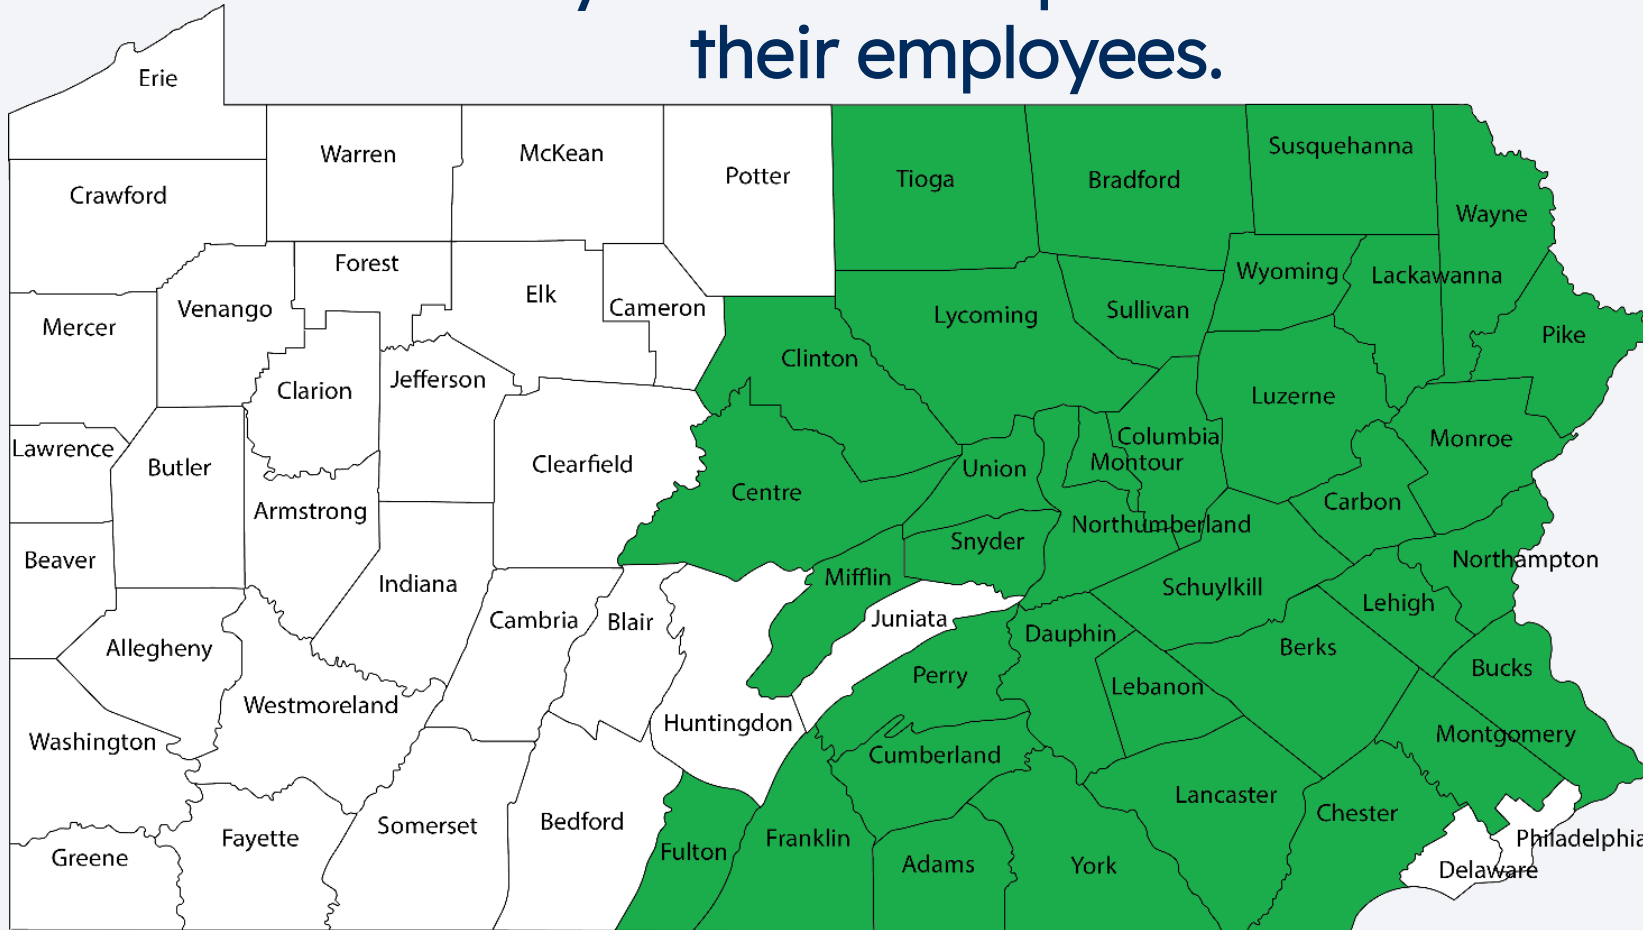 their employees.
Erie
Warren
McKean
Potter
Tioga
Bradford
Susquehanna
Crawford
Wayne
Forest
Venango
Elk
Cameron
Wyoming
Lackawanna
Mercer
Lycoming
Sullivan
Pike
Clinton
Clarion
Jefferson
Luzerne
Lawrence
Butler
Clearfield
Columbia
Monroe
Montour
Union
Centre
Armstrong
Carbon
Northumberland
Snyder
Beaver
Northampton
Indiana
Mifflin
Schuylkill
Lehigh
Cambria
Blair
Juniata
Dauphin
Allegheny
Berks
Bucks
Perry
Lebanon
Westmoreland
Huntingdon
Washington
Montgomery
Cumberland
Lancaster
Chester
Bedford
Somerset
Fayette
Greene
Fulton
Franklin
Adams
York
Philadelphia
Delaware